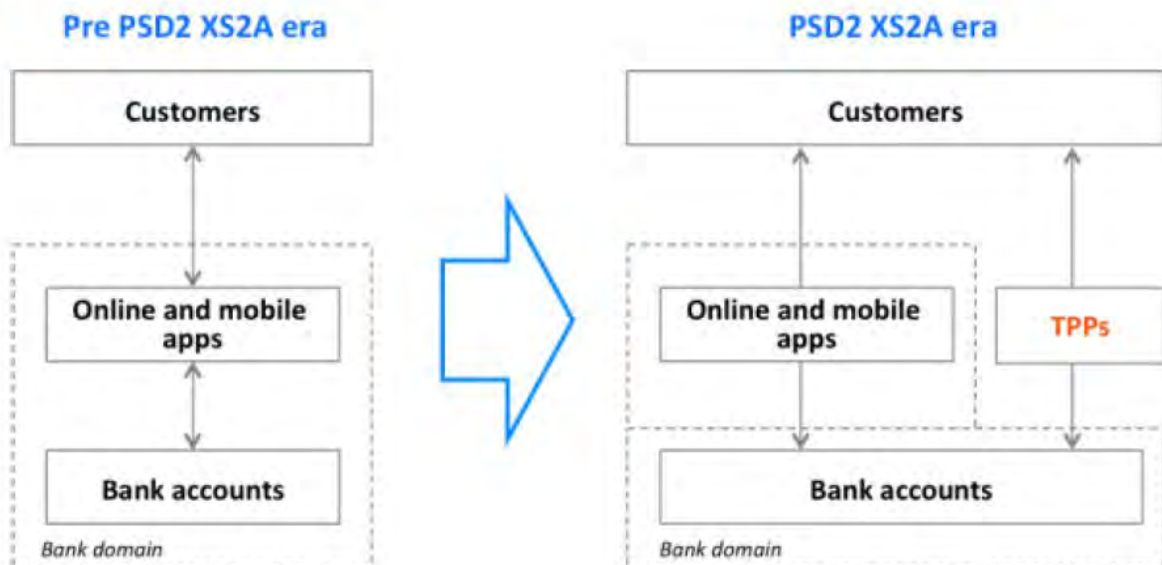 Pre PSD2 XS2A era
Customers
Online and mobile
apps
Bank accounts
Bank domain
PSD2 XS2A era
Customers
Online and mobile
apps
TPPs
Bank accounts
Bank domain